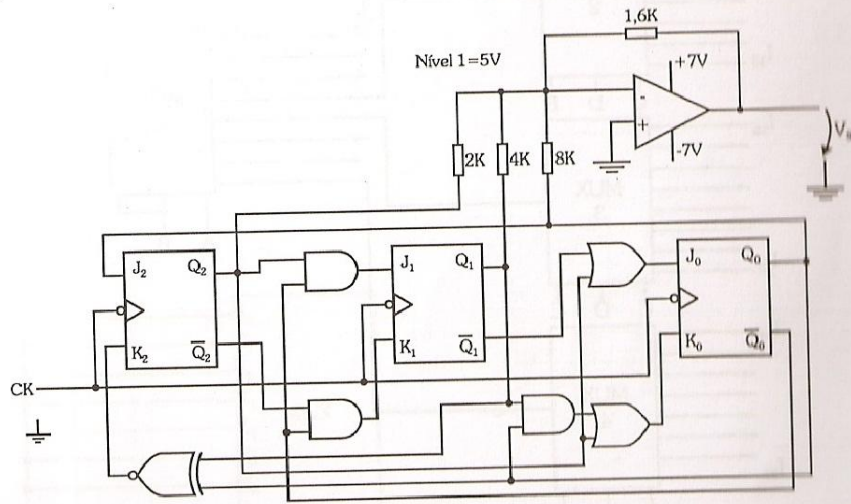 1,6K
Nível 1=5V
+7V
-
+
-7V
2K
4K
8K
J₂
Q₂
K₂
Q̅₂
J₁
Q₁
K₁
Q̅₁
J₀
Q₀
K₀
Q̅₀
CK